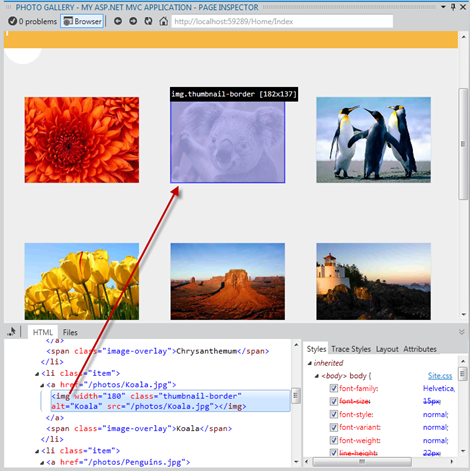 PHOTO GALLERY - MY ASP.NET MVC APPLICATION - PAGE INSPECTOR
0 problems Browser http://localhost:59289/Home/Index
img.thumbnail-border [182x137]
HTML Files
</a>
<span class="image-overlay">Chrysanthemum</span>
</li>
<li class="item">
<a href="/photos/Koala.jpg">
<img width="180" class="thumbnail-border"
alt="Koala" src="/photos/Koala.jpg"></img>
</a>
<span class="image-overlay">Koala</span>
</li>
<li class="item">
<a href="/photos/Penguins.jpg">
Styles Trace Styles Layout Attributes
inherited
<body> body { Site.css
font-family: Helvetica,
font-size: 15px;
font-style: normal;
font-variant: normal;
font-weight: normal;
line-height: 22px;